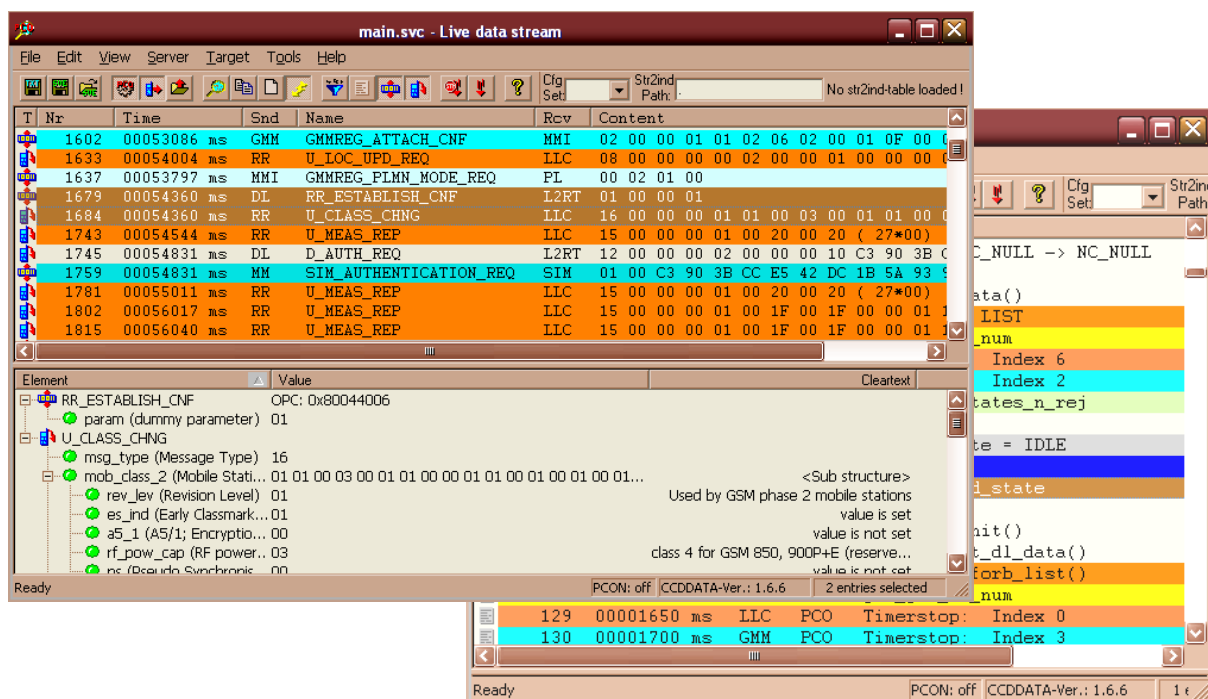 main.svc - Live data stream
File Edit View Server Target Tools Help
Cfg Set: Str2ind Path: . No str2ind-table loaded !
T Nr Time Snd Name Rcv Content
1602 00053086 ms GMM GMMREG_ATTACH_CNF MMI 02 00 00 01 01 02 06 02 00 01 0F 00
1633 00054004 ms RR U_LOC_UPD_REQ LLC 08 00 00 00 00 02 00 00 01 00 00 00
1637 00053797 ms MMI GMMREG_PLMN_MODE_REQ PL 00 02 01 00
1679 00054360 ms DL RR_ESTABLISH_CNF L2RT 01 00 00 01
1684 00054360 ms RR U_CLASS_CHNG LLC 16 00 00 00 01 01 00 03 00 01 01 00
1743 00054544 ms RR U_MEAS_REP LLC 15 00 00 00 01 00 20 00 20 ( 27*00)
1745 00054831 ms DL D_AUTH_REQ L2RT 12 00 00 00 02 00 00 00 10 C3 90 3B
1759 00054831 ms MM SIM_AUTHENTICATION_REQ SIM 01 00 C3 90 3B CC E5 42 DC 1B 5A 93
1781 00055011 ms RR U_MEAS_REP LLC 15 00 00 00 01 00 20 00 20 ( 27*00)
1802 00056017 ms RR U_MEAS_REP LLC 15 00 00 00 01 00 1F 00 1F 00 00 01
1815 00056040 ms RR U_MEAS_REP LLC 15 00 00 00 01 00 1F 00 1F 00 00 01
Element Value Cleartext
RR_ESTABLISH_CNF OPC: 0x80044006
param (dummy parameter) 01
U_CLASS_CHNG
msg_type (Message Type) 16
mob_class_2 (Mobile Stati... 01 01 00 03 00 01 01 00 00 01 01 00 01 00 01 00 01... <Sub structure>
rev_lev (Revision Level) 01 Used by GSM phase 2 mobile stations
es_ind (Early Classmark... 01 value is set
a5_1 (A5/1; Encryptio... 00 value is not set
rf_pow_cap (RF power.. 03 class 4 for GSM 850, 900P+E (reserve...
ps (Pseudo Synchronis 00 value is not set
Ready PCON: off CCDDATA-Ver.: 1.6.6 2 entries selected
Cfg Set: Str2in Path
C_NULL -> NC_NULL
ata()
LIST
_num
Index 6
Index 2
tates_n_rej
te = IDLE
d_state
nit()
t_dl_data()
forb_list()
_num
129 00001650 ms LLC PCO Timerstop: Index 0
130 00001700 ms GMM PCO Timerstop: Index 3
Ready PCON: off CCDDATA-Ver.: 1.6.6 1